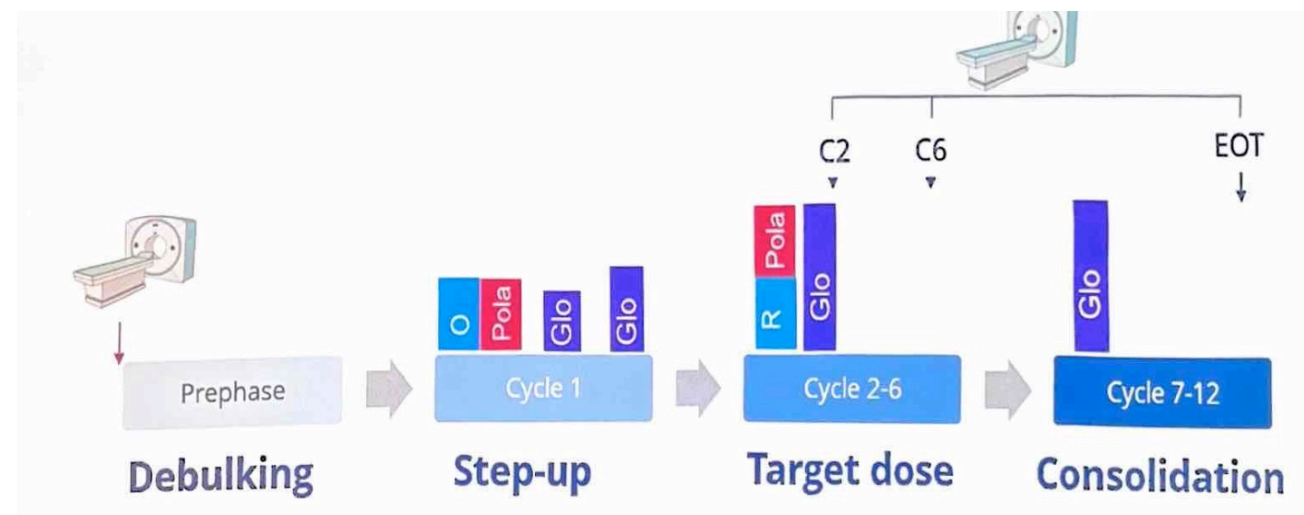 C2
C6
EOT
O
Pola
Glo
Glo
Pola
R
Glo
Glo
Prephase
Cycle 1
Cycle 2-6
Cycle 7-12
Debulking
Step-up
Target dose
Consolidation